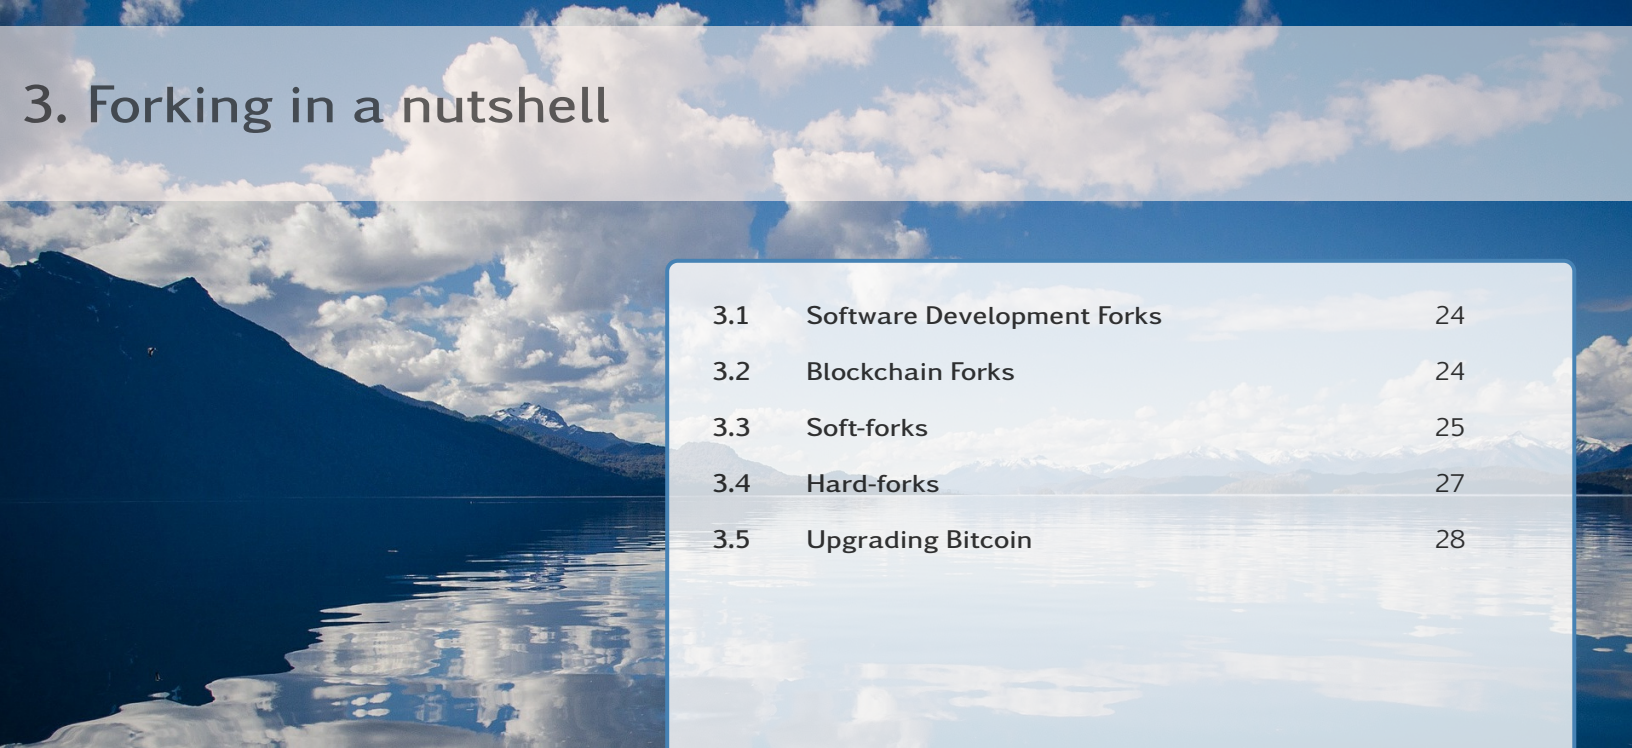 3. Forking in a nutshell
3.1 Software Development Forks 24
3.2 Blockchain Forks 24
3.3 Soft-forks 25
3.4 Hard-forks 27
3.5 Upgrading Bitcoin 28